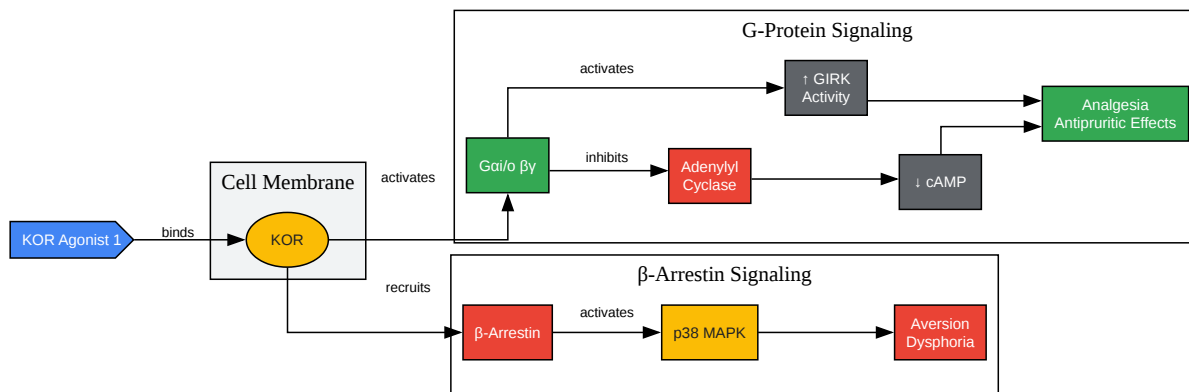 G-Protein Signaling
activates
↑ GIRK
Activity
Analgesia
Antipruritic Effects
Gαi/o βγ
inhibits
Adenylyl
Cyclase
↓ cAMP
Cell Membrane
activates
KOR Agonist 1
binds
KOR
recruits
β-Arrestin Signaling
β-Arrestin
activates
p38 MAPK
Aversion
Dysphoria